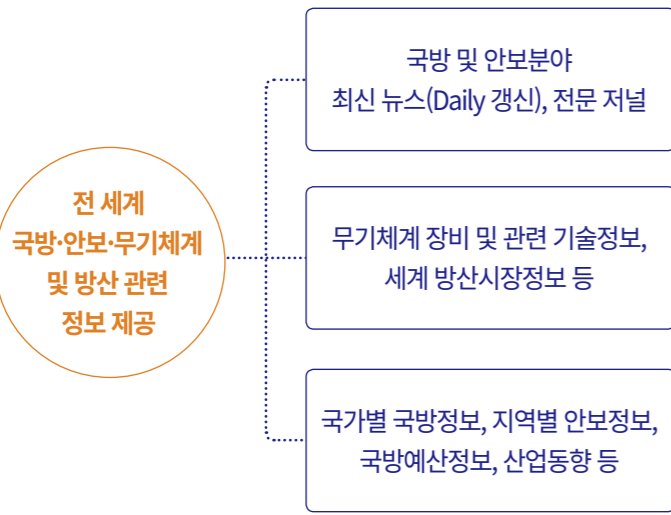 전 세계
국방·안보·무기체계
및 방산 관련
정보 제공
국방 및 안보분야
최신 뉴스(Daily 갱신), 전문 저널
무기체계 장비 및 관련 기술정보,
세계 방산시장정보 등
국가별 국방정보, 지역별 안보정보,
국방예산정보, 산업동향 등